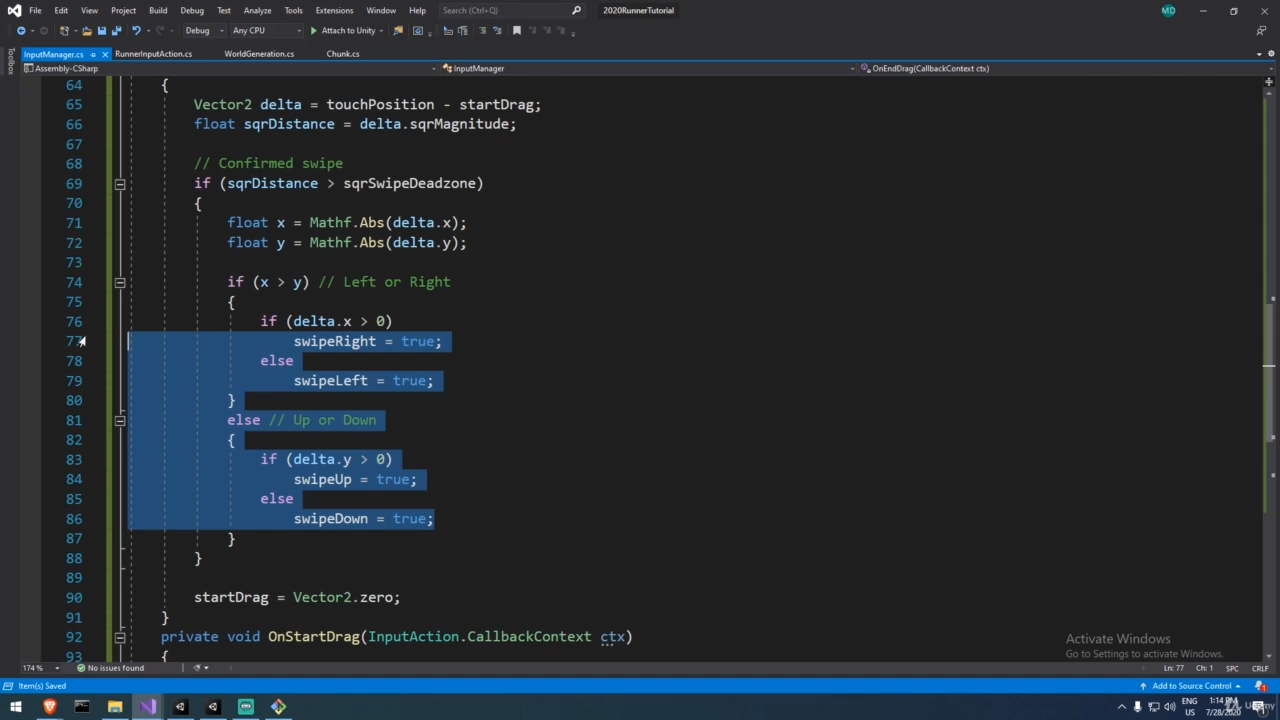 File Edit View Project Build Debug Test Analyze Tools Extensions Window Help Search (Ctrl+Q) 2020RunnerTutorial MD
Debug Any CPU Attach to Unity
Toolbox
InputManager.cs RunnerInputAction.cs WorldGeneration.cs Chunk.cs
Assembly-CSharp InputManager OnEndDrag(CallbackContext ctx)
64 {
65 Vector2 delta = touchPosition - startDrag;
66 float sqrDistance = delta.sqrMagnitude;
67
68 // Confirmed swipe
69 if (sqrDistance > sqrSwipeDeadzone)
70 {
71 float x = Mathf.Abs(delta.x);
72 float y = Mathf.Abs(delta.y);
73
74 if (x > y) // Left or Right
75 {
76 if (delta.x > 0)
77 swipeRight = true;
78 else
79 swipeLeft = true;
80 }
81 else // Up or Down
82 {
83 if (delta.y > 0)
84 swipeUp = true;
85 else
86 swipeDown = true;
87 }
88 }
89
90 startDrag = Vector2.zero;
91 }
92 private void OnStartDrag(InputAction.CallbackContext ctx)
93 {
Activate Windows
Go to Settings to activate Windows.
174 % No issues found Ln: 77 Ch: 1 SPC CRLF
Item(s) Saved Add to Source Control 1
ENG
US
1:14 PM
7/28/2020
Udemy